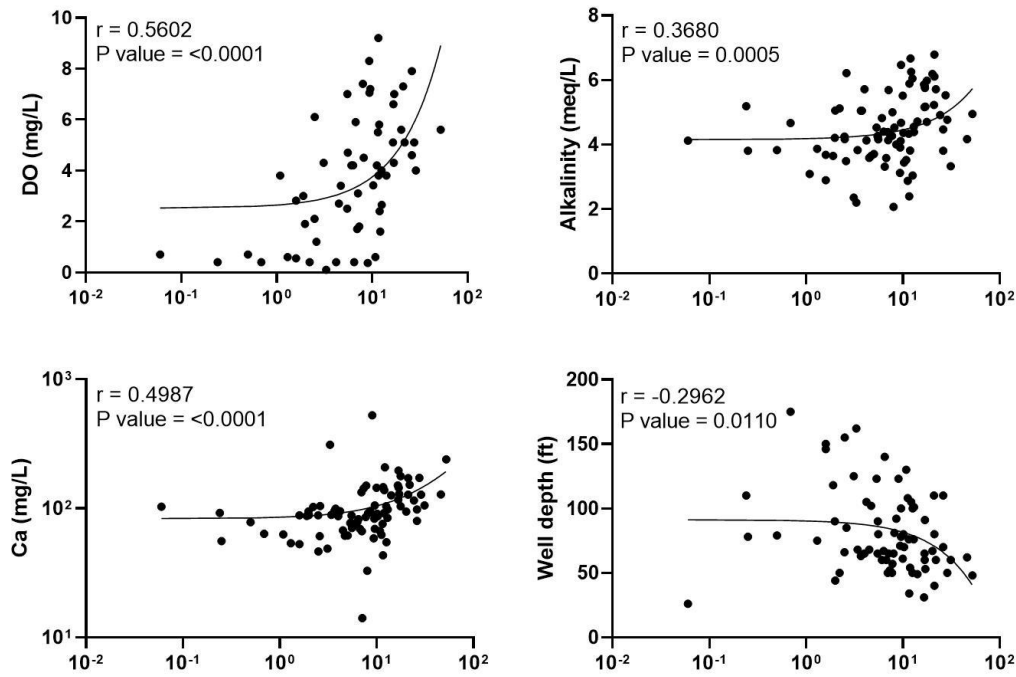 r = 0.5602
P value = <0.0001
DO (mg/L)
10
8
6
4
2
0
10⁻² 10⁻¹ 10⁰ 10¹ 10²
r = 0.3680
P value = 0.0005
Alkalinity (meq/L)
8
6
4
2
0
10⁻² 10⁻¹ 10⁰ 10¹ 10²
r = 0.4987
P value = <0.0001
Ca (mg/L)
10³
10²
10¹
10⁻² 10⁻¹ 10⁰ 10¹ 10²
r = -0.2962
P value = 0.0110
Well depth (ft)
200
150
100
50
0
10⁻² 10⁻¹ 10⁰ 10¹ 10²